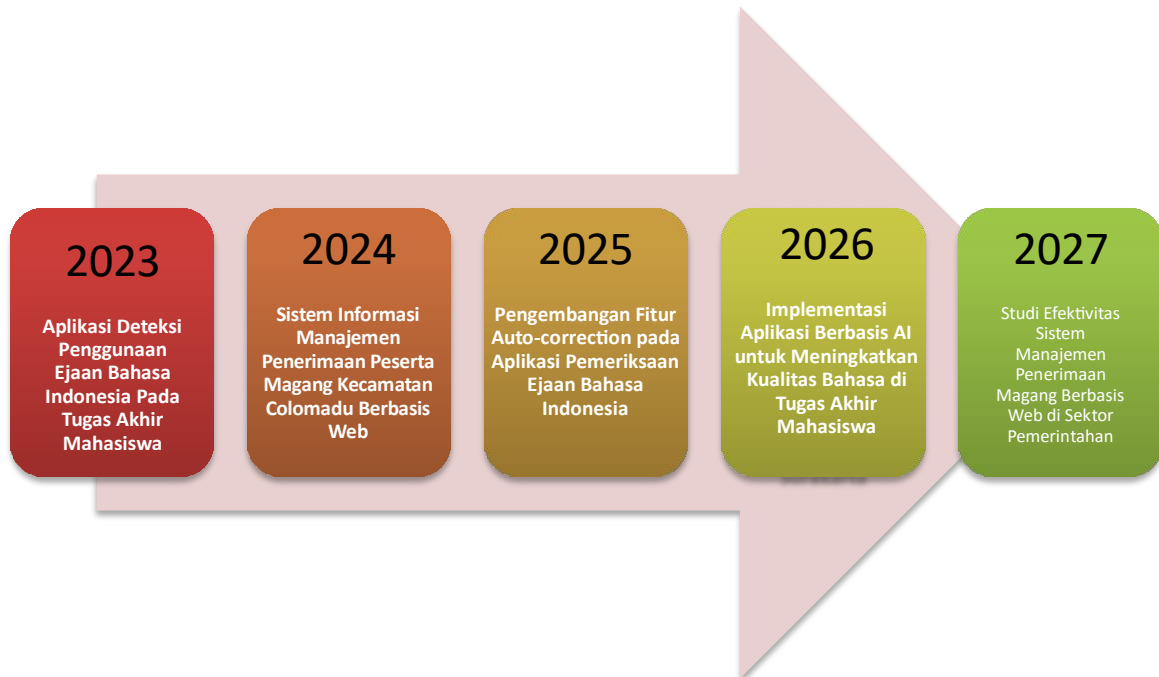 2023
Aplikasi Deteksi
Penggunaan
Ejaan Bahasa
Indonesia Pada
Tugas Akhir
Mahasiswa
2024
Sistem Informasi
Manajemen
Penerimaan Peserta
Magang Kecamatan
Colomadu Berbasis
Web
2025
Pengembangan Fitur
Auto-correction pada
Aplikasi Pemeriksaan
Ejaan Bahasa
Indonesia
2026
Implementasi
Aplikasi Berbasis AI
untuk Meningkatkan
Kualitas Bahasa di
Tugas Akhir
Mahasiswa
2027
Studi Efektivitas
Sistem
Manajemen
Penerimaan
Magang Berbasis
Web di Sektor
Pemerintahan